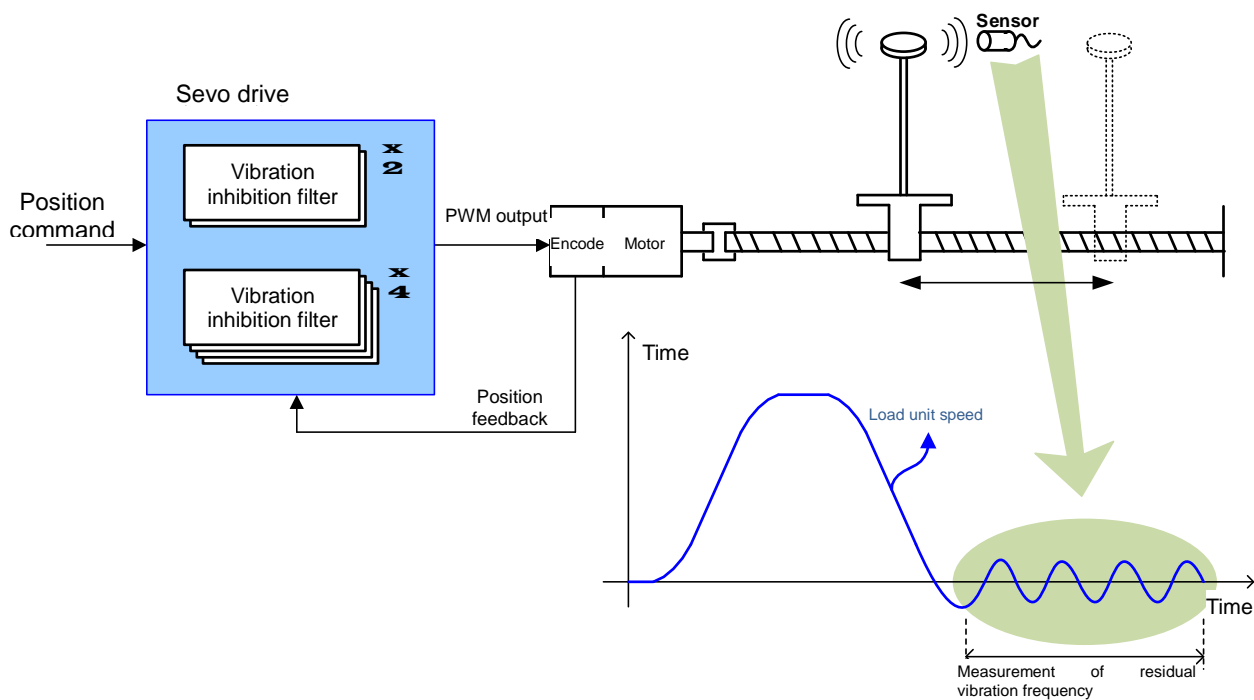 Sensor
Sevo drive
Vibration
inhibition filter
x
2
Position
command
PWM output
Encode
Motor
Vibration
inhibition filter
x
4
Position
feedback
Time
Load unit speed
Time
Measurement of residual
vibration frequency